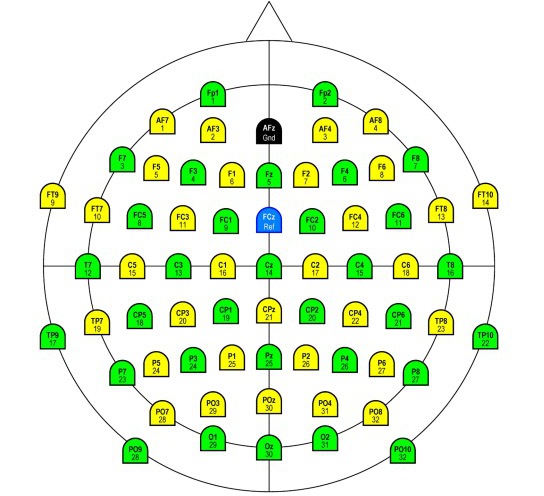 Fp1 Fp2
1 2
AF7 AF3 AFz AF4 AF8
1 2 Gnd 3 4
F7 F5 F3 F1 Fz F2 F4 F6 F8
3 5 4 6 5 7 6 8 7
FT9 FT7 FC5 FC3 FC1 FCz FC2 FC4 FC6 FT8 FT10
9 10 8 11 9 Ref 10 12 11 13 14
T7 C5 C3 C1 Cz C2 C4 C6 T8
12 15 13 16 14 17 15 18 16
TP9 TP7 CP5 CP3 CP1 CPz CP2 CP4 CP6 TP8 TP10
17 19 18 20 19 21 20 22 21 23 22
P7 P5 P3 P1 Pz P2 P4 P6 P8
23 24 24 25 25 26 26 27 27
PO7 PO3 POz PO4 PO8
28 29 30 31 32
PO9 O1 Oz O2 PO10
28 29 30 31 32